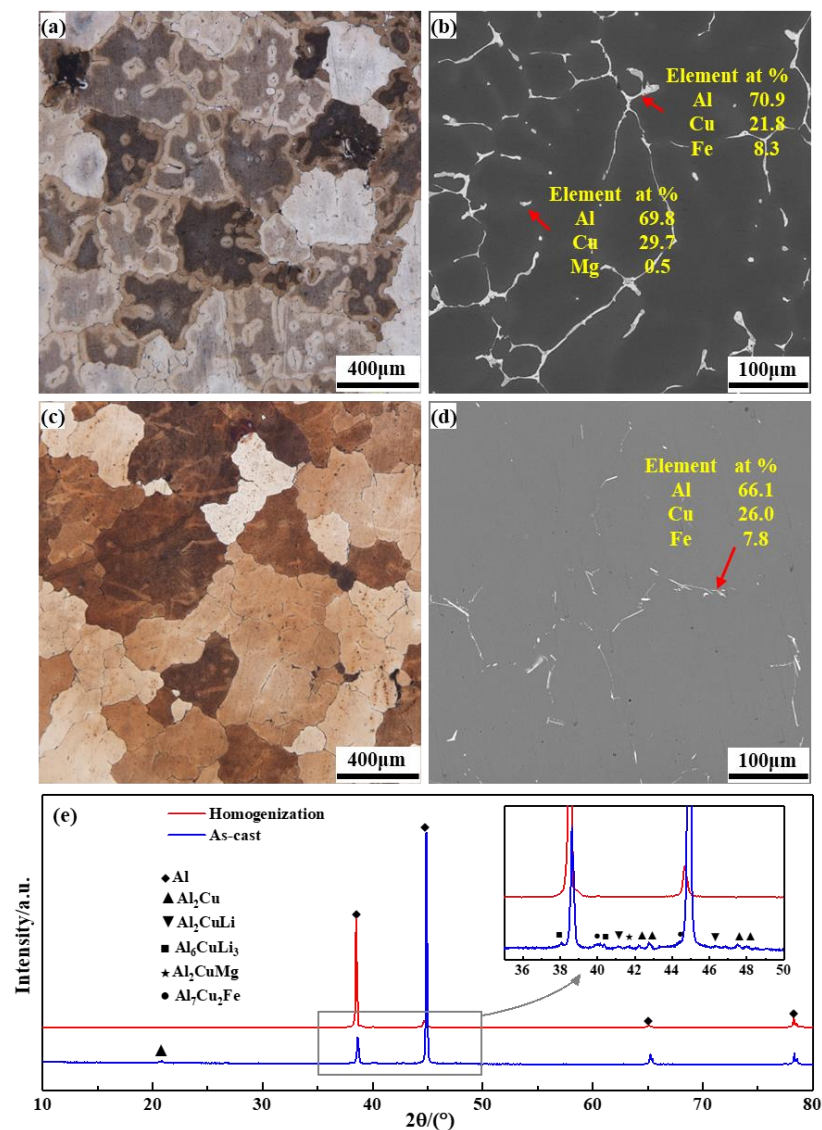 (a)
400μm
(b)
Element at %
Al 70.9
Cu 21.8
Fe 8.3
Element at %
Al 69.8
Cu 29.7
Mg 0.5
100μm
(c)
400μm
(d)
Element at %
Al 66.1
Cu 26.0
Fe 7.8
100μm
(e)
Homogenization
As-cast
◆Al
▲Al₂Cu
▼Al₂CuLi
■Al₆CuLi₃
★Al₂CuMg
●Al₇Cu₂Fe
36 38 40 42 44 46 48 50
Intensity/a.u.
10 20 30 40 50 60 70 80
2θ/(°)